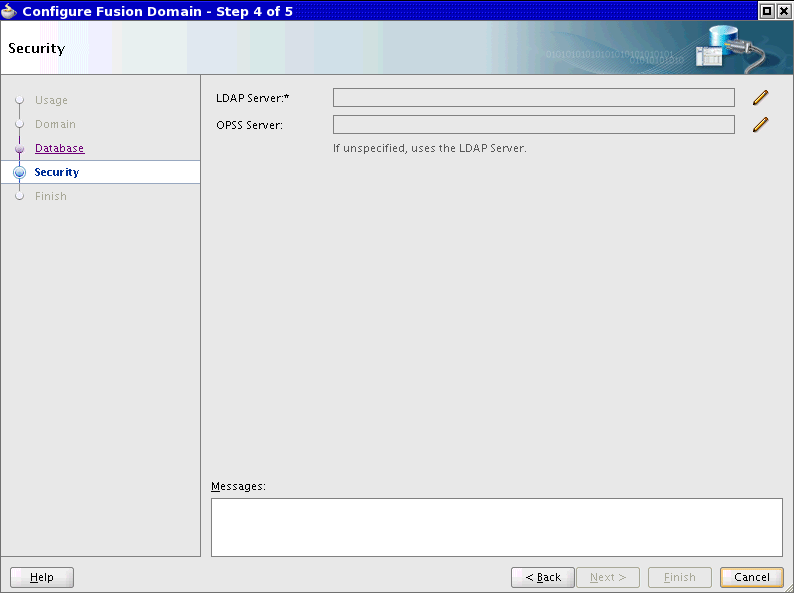 Configure Fusion Domain - Step 4 of 5
Security
Usage
Domain
Database
Security
Finish
LDAP Server:*
OPSS Server:
If unspecified, uses the LDAP Server.
Messages:
Help
< Back
Next >
Finish
Cancel